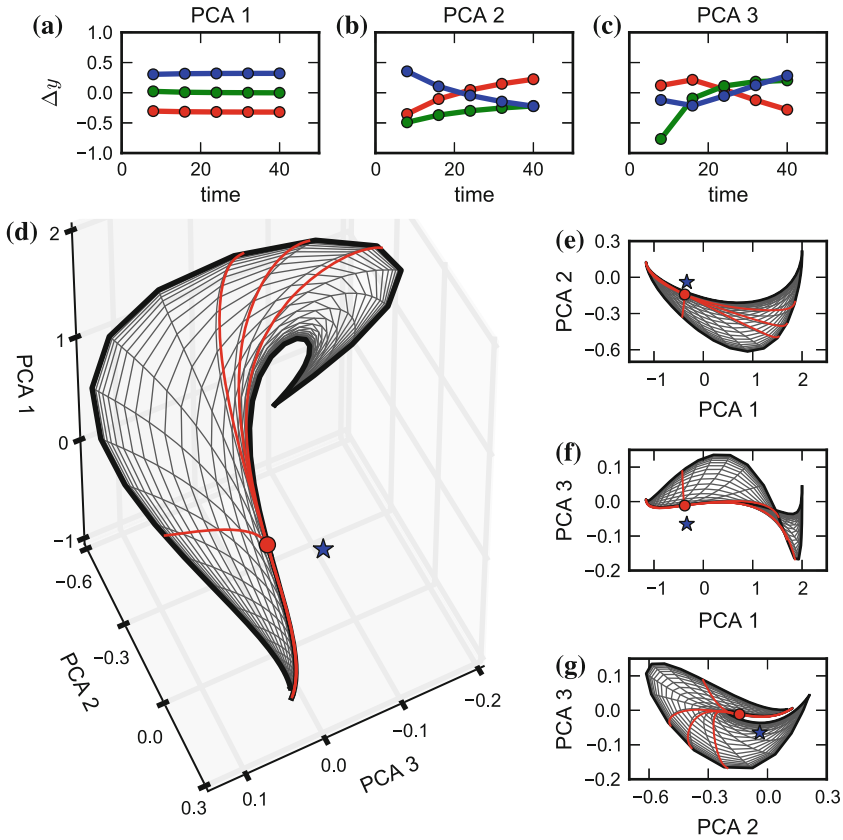 (a) PCA 1 (b) PCA 2 (c) PCA 3
1.0
0.5
0.0
−0.5
−1.0
Δy
0 20 40 0 20 40 0 20 40
time time time
(d)
2
1
0
−1
PCA 1
−0.6
−0.3
0.0
0.3
PCA 2
0.1
0.0
−0.1
−0.2
PCA 3
(e)
0.3
0.0
−0.3
−0.6
PCA 2
−1 0 1 2
PCA 1
(f)
0.1
0.0
−0.1
−0.2
PCA 3
−1 0 1 2
PCA 1
(g)
0.1
0.0
−0.1
−0.2
PCA 3
−0.6 −0.3 0.0 0.3
PCA 2